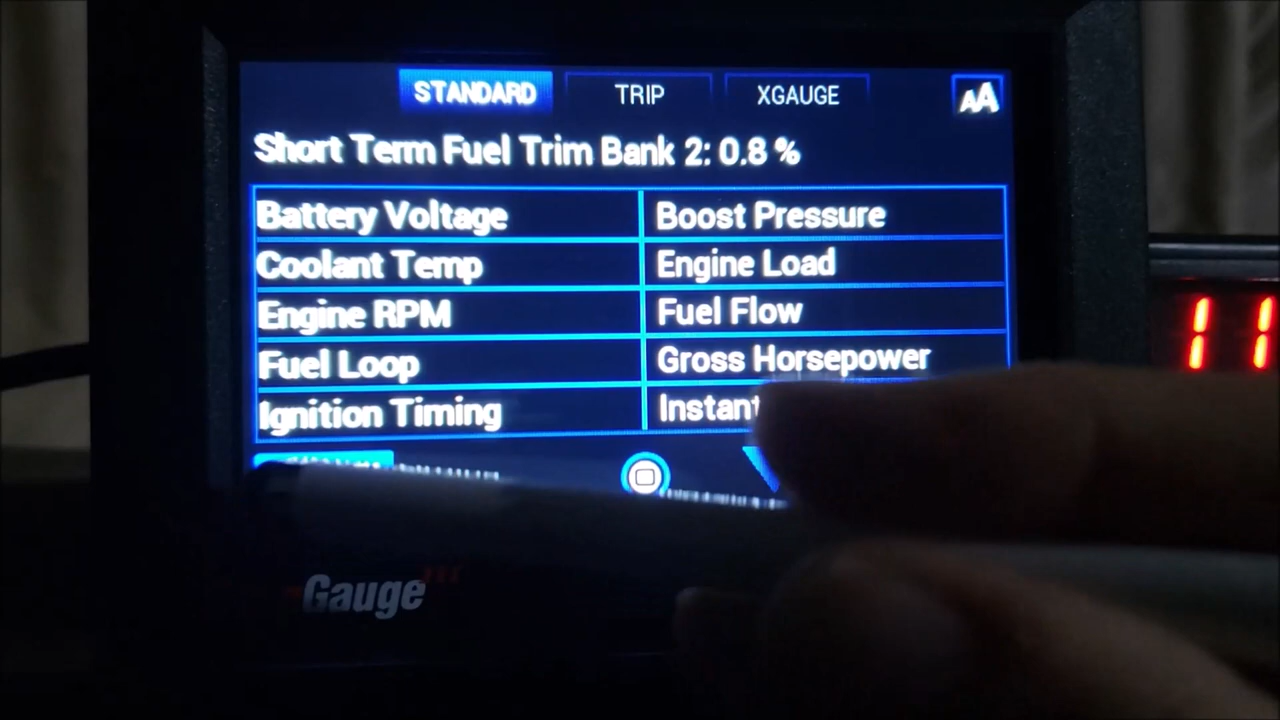 STANDARD TRIP XGAUGE AA
Short Term Fuel Trim Bank 2: 0.8 %
Battery Voltage Boost Pressure
Coolant Temp Engine Load
Engine RPM Fuel Flow
Fuel Loop Gross Horsepower
Ignition Timing Instant
Gauge
11